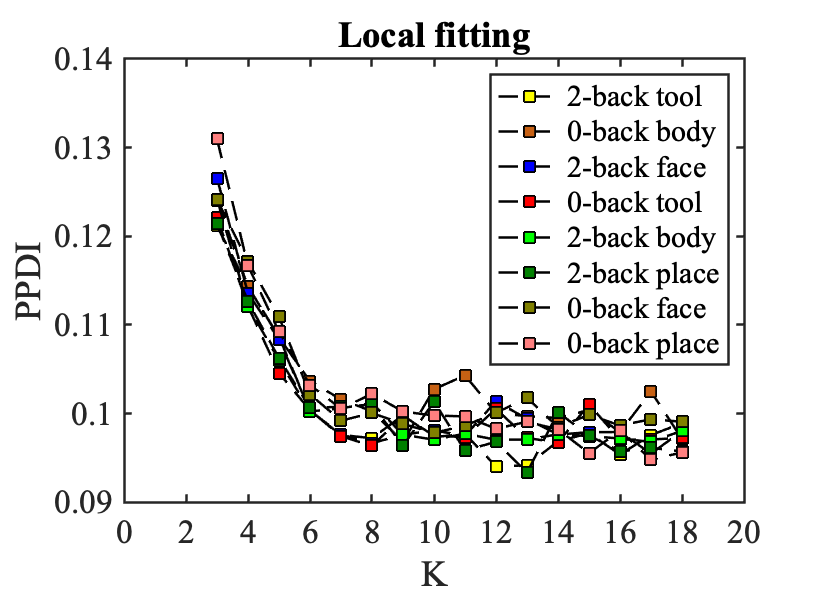 Local fitting
0.14
0.13
0.12
0.11
0.1
0.09
PPDI
2-back tool
0-back body
2-back face
0-back tool
2-back body
2-back place
0-back face
0-back place
0 2 4 6 8 10 12 14 16 18 20
K